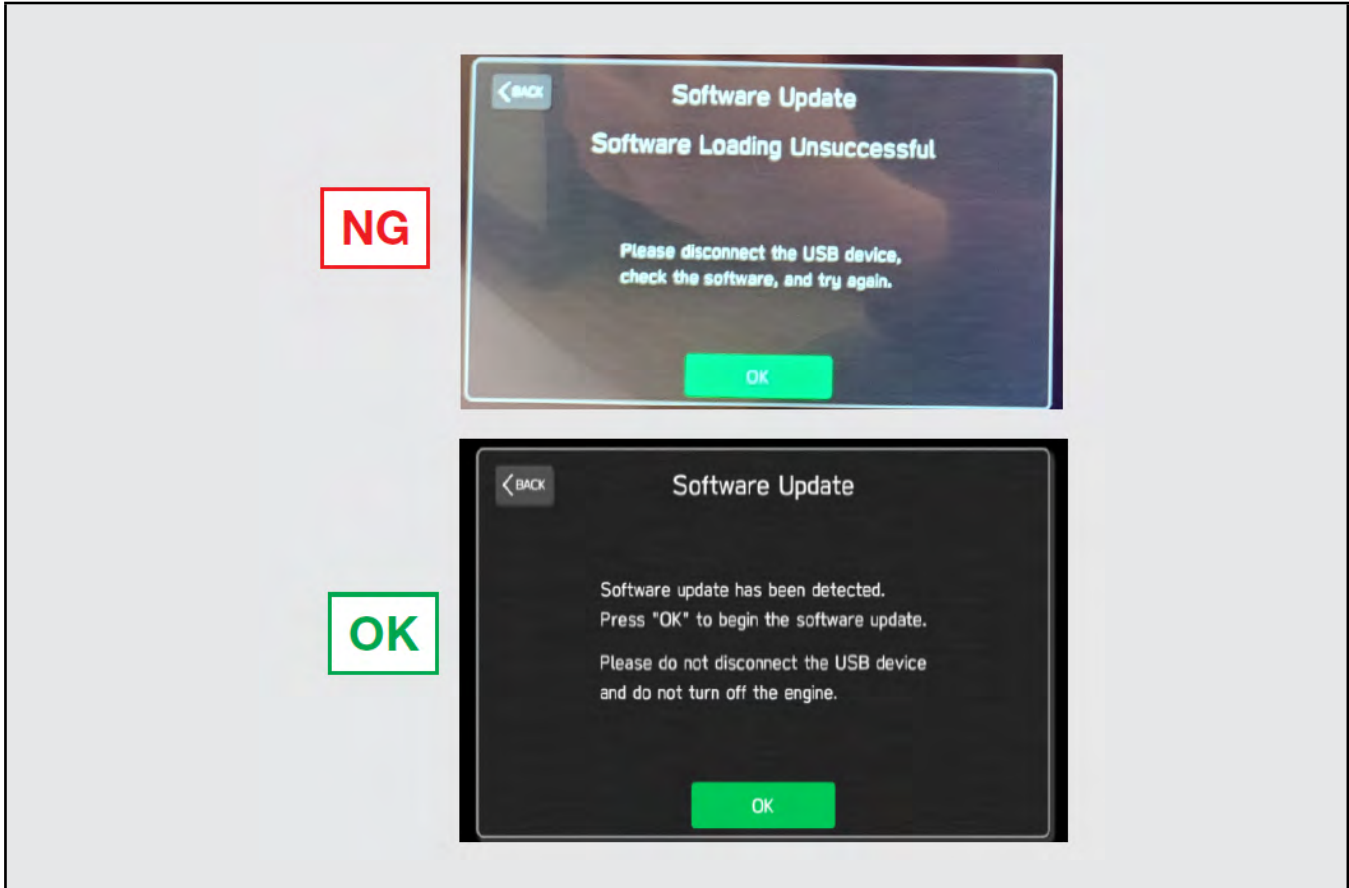 < BACK
Software Update
Software Loading Unsuccessful
NG
Please disconnect the USB device,
check the software, and try again.
OK
< BACK
Software Update
Software update has been detected.
Press "OK" to begin the software update.
OK
Please do not disconnect the USB device
and do not turn off the engine.
OK